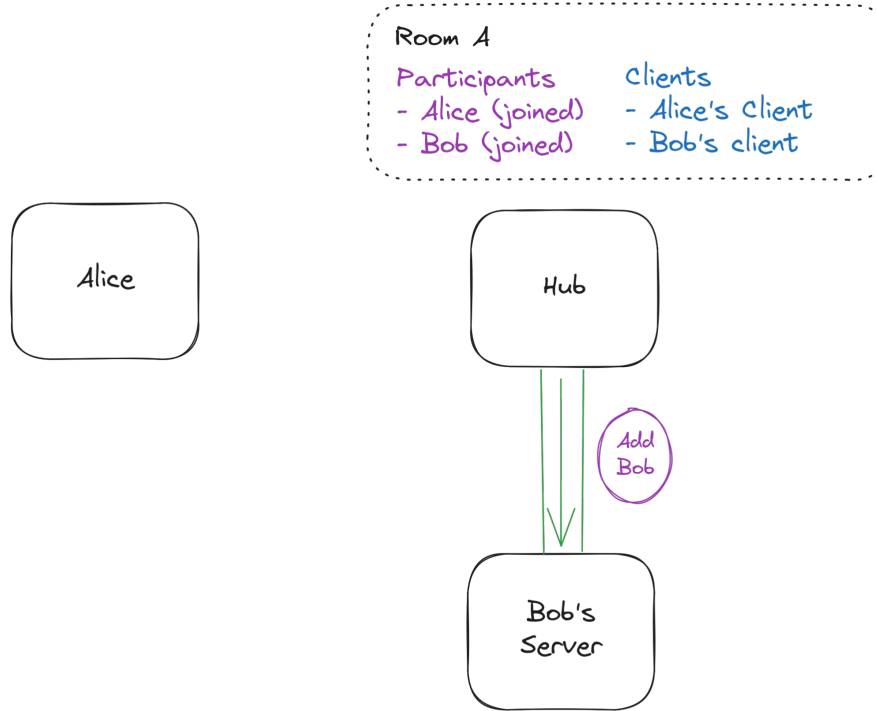 Room A
Participants
- Alice (joined)
- Bob (joined)
Clients
- Alice's Client
- Bob's client
Alice
Hub
Add
Bob
Bob's
Server